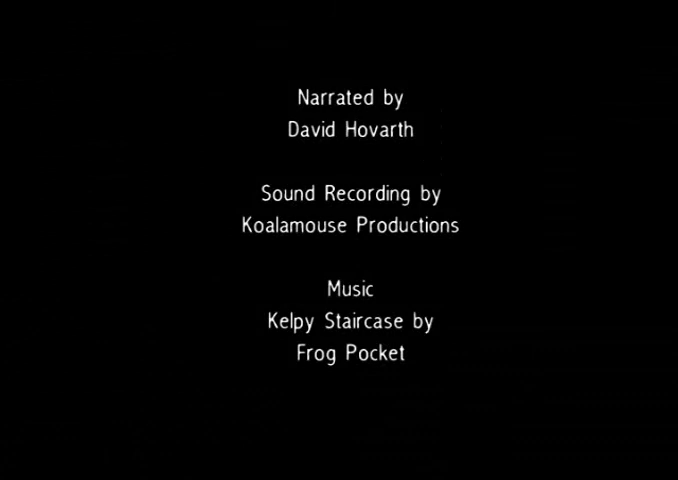 Narrated by
David Hovarth
Sound Recording by
Koalamouse Productions
Music
Kelpy Staircase by
Frog Pocket